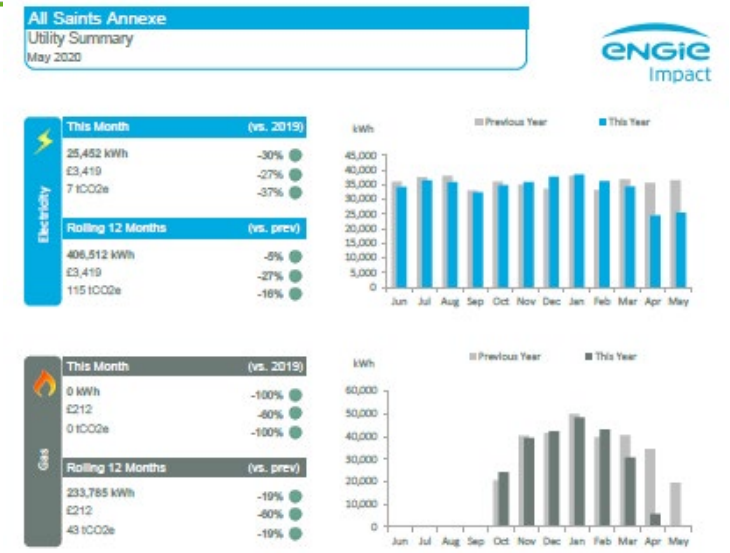 All Saints Annexe
Utility Summary
May 2020
ENGIE
Impact
Electricity
This Month (vs. 2019)
25,452 kWh -30%
£3,419 -27%
7 tCO2e -37%
Rolling 12 Months (vs. prev)
406,512 kWh -5%
£3,419 -27%
115 tCO2e -16%
kWh
Previous Year This Year
45,000
40,000
35,000
30,000
25,000
20,000
15,000
10,000
5,000
0
Jun Jul Aug Sep Oct Nov Dec Jan Feb Mar Apr May
Gas
This Month (vs. 2019)
0 kWh -100%
£212 -60%
0 tCO2e -100%
Rolling 12 Months (vs. prev)
233,785 kWh -19%
£212 -60%
43 tCO2e -19%
kWh
Previous Year This Year
60,000
50,000
40,000
30,000
20,000
10,000
0
Jun Jul Aug Sep Oct Nov Dec Jan Feb Mar Apr May